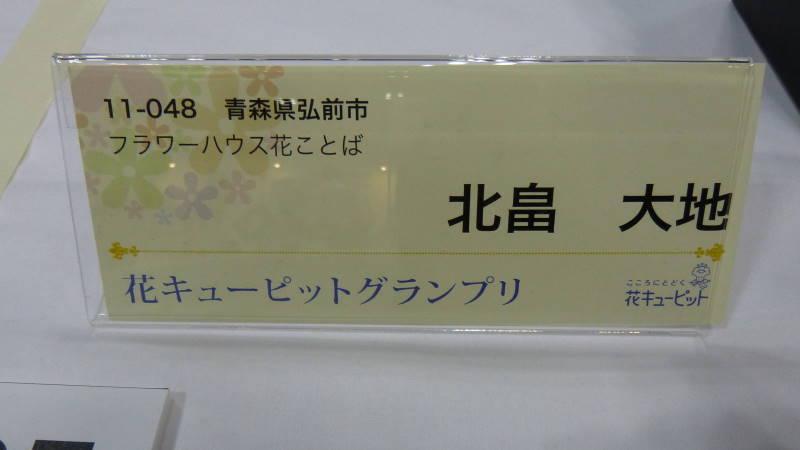 11-048　青森県弘前市
フラワーハウス花ことば
北畠　大地
花キューピットグランプリ
こころにとどく
花キューピット